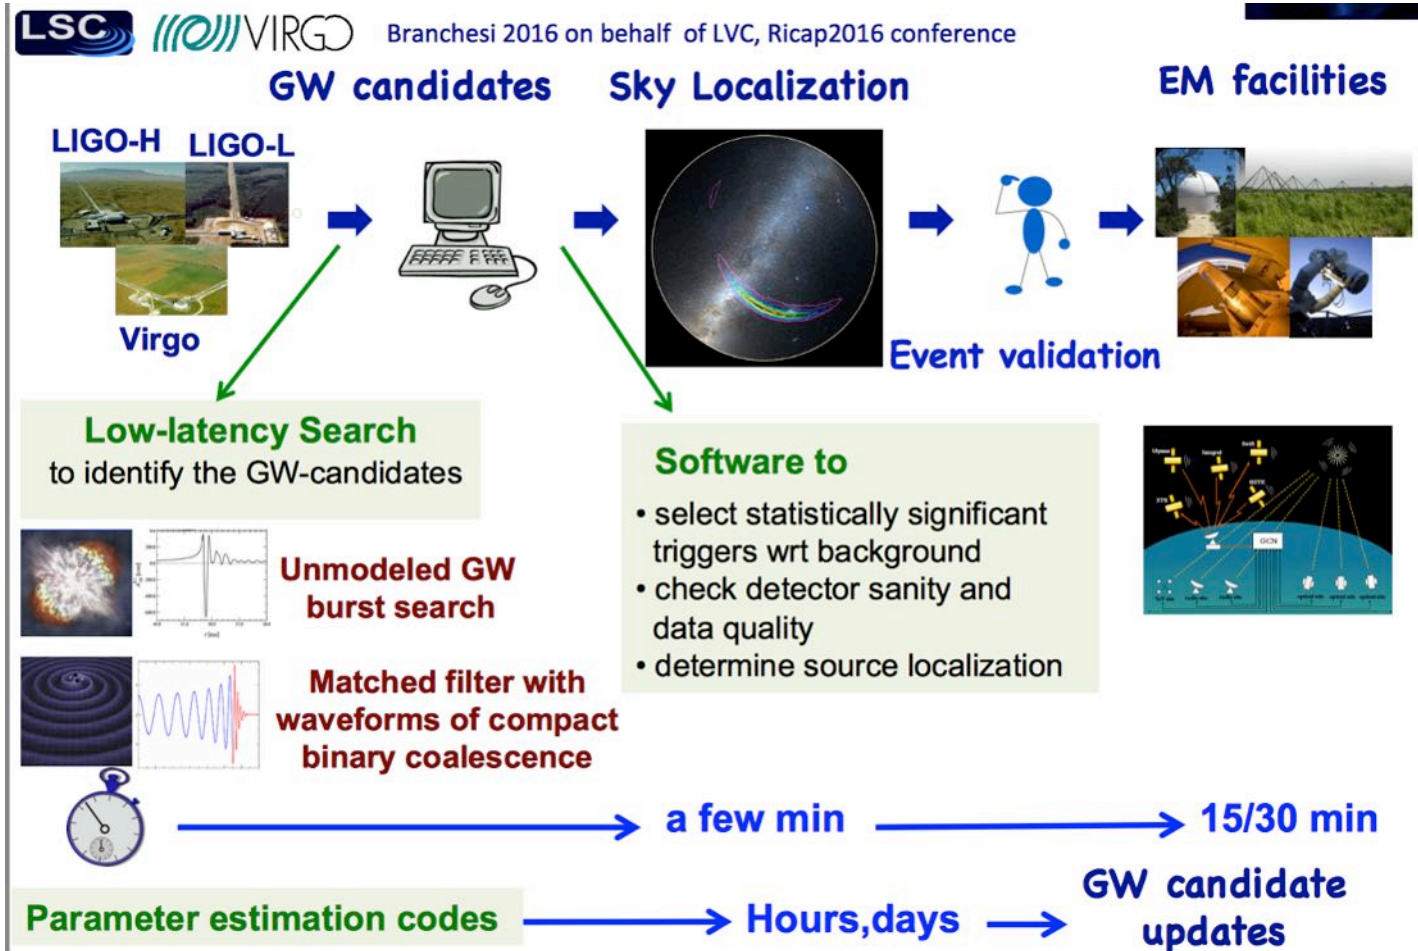 LSC
VIRGO
Branchesi 2016 on behalf of LVC, Ricap2016 conference
GW candidates
Sky Localization
EM facilities
LIGO-H
LIGO-L
Virgo
Event validation
Low-latency Search
to identify the GW-candidates
Software to
• select statistically significant
triggers wrt background
• check detector sanity and
data quality
• determine source localization
Unmodeled GW
burst search
Matched filter with
waveforms of compact
binary coalescence
GCN
a few min
15/30 min
Parameter estimation codes
Hours,days
GW candidate
updates